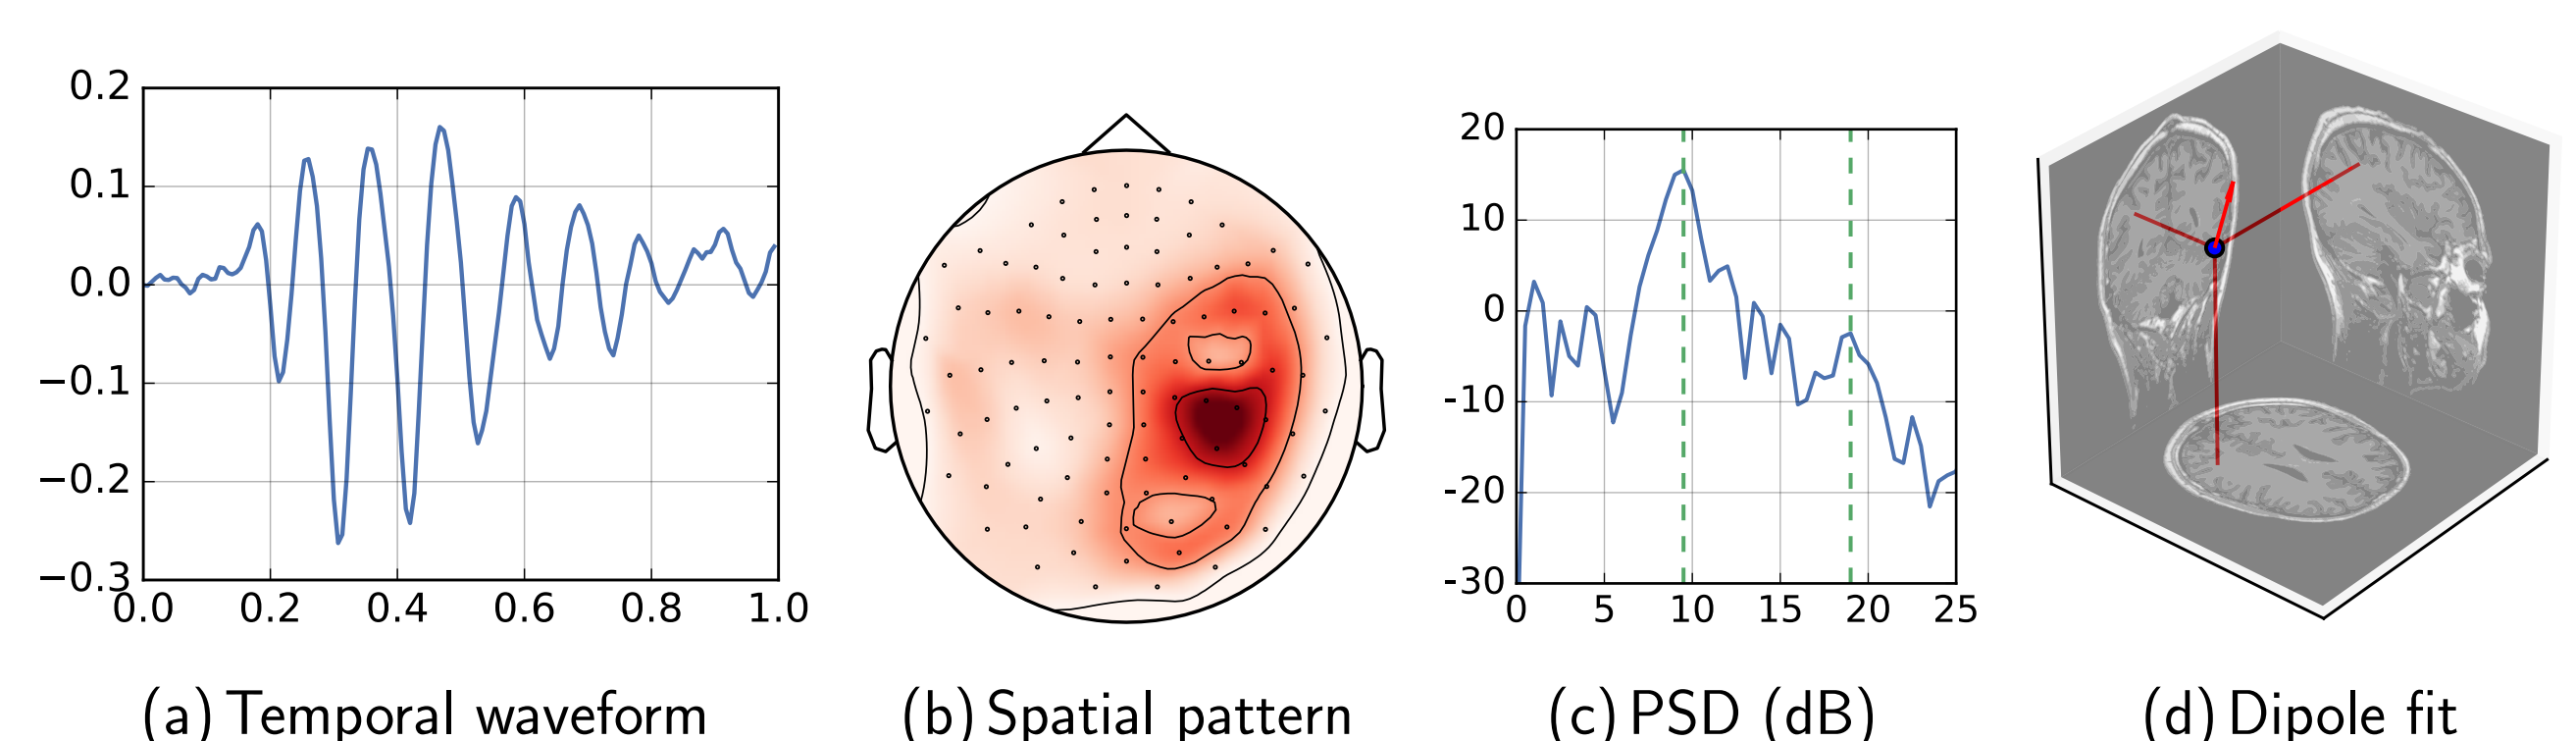 0.2
0.1
0.0
−0.1
−0.2
−0.3
0.0 0.2 0.4 0.6 0.8 1.0
(a) Temporal waveform
(b) Spatial pattern
20
10
0
-10
-20
-30
0 5 10 15 20 25
(c) PSD (dB)
(d) Dipole fit